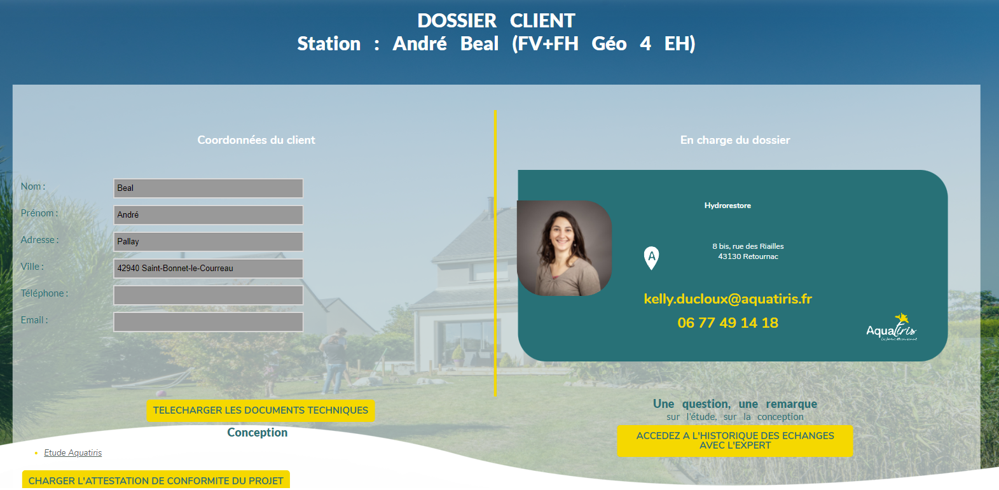 DOSSIER CLIENT
Station : André Beal (FV+FH Géo 4 EH)
Coordonnées du client
Nom :
Beal
Prénom :
André
Adresse :
Pallay
Ville :
42940 Saint-Bonnet-le-Courreau
Téléphone :
Email :
TELECHARGER LES DOCUMENTS TECHNIQUES
Conception
Etude Aquatiris
CHARGER L'ATTESTATION DE CONFORMITE DU PROJET
En charge du dossier
Hydrorestore
A
8 bis, rue des Riailles
43130 Retournac
kelly.ducloux@aquatiris.fr
06 77 49 14 18
Aquatiris
Une question, une remarque
sur l'étude, sur la conception
ACCEDEZ A L'HISTORIQUE DES ECHANGES
AVEC L'EXPERT